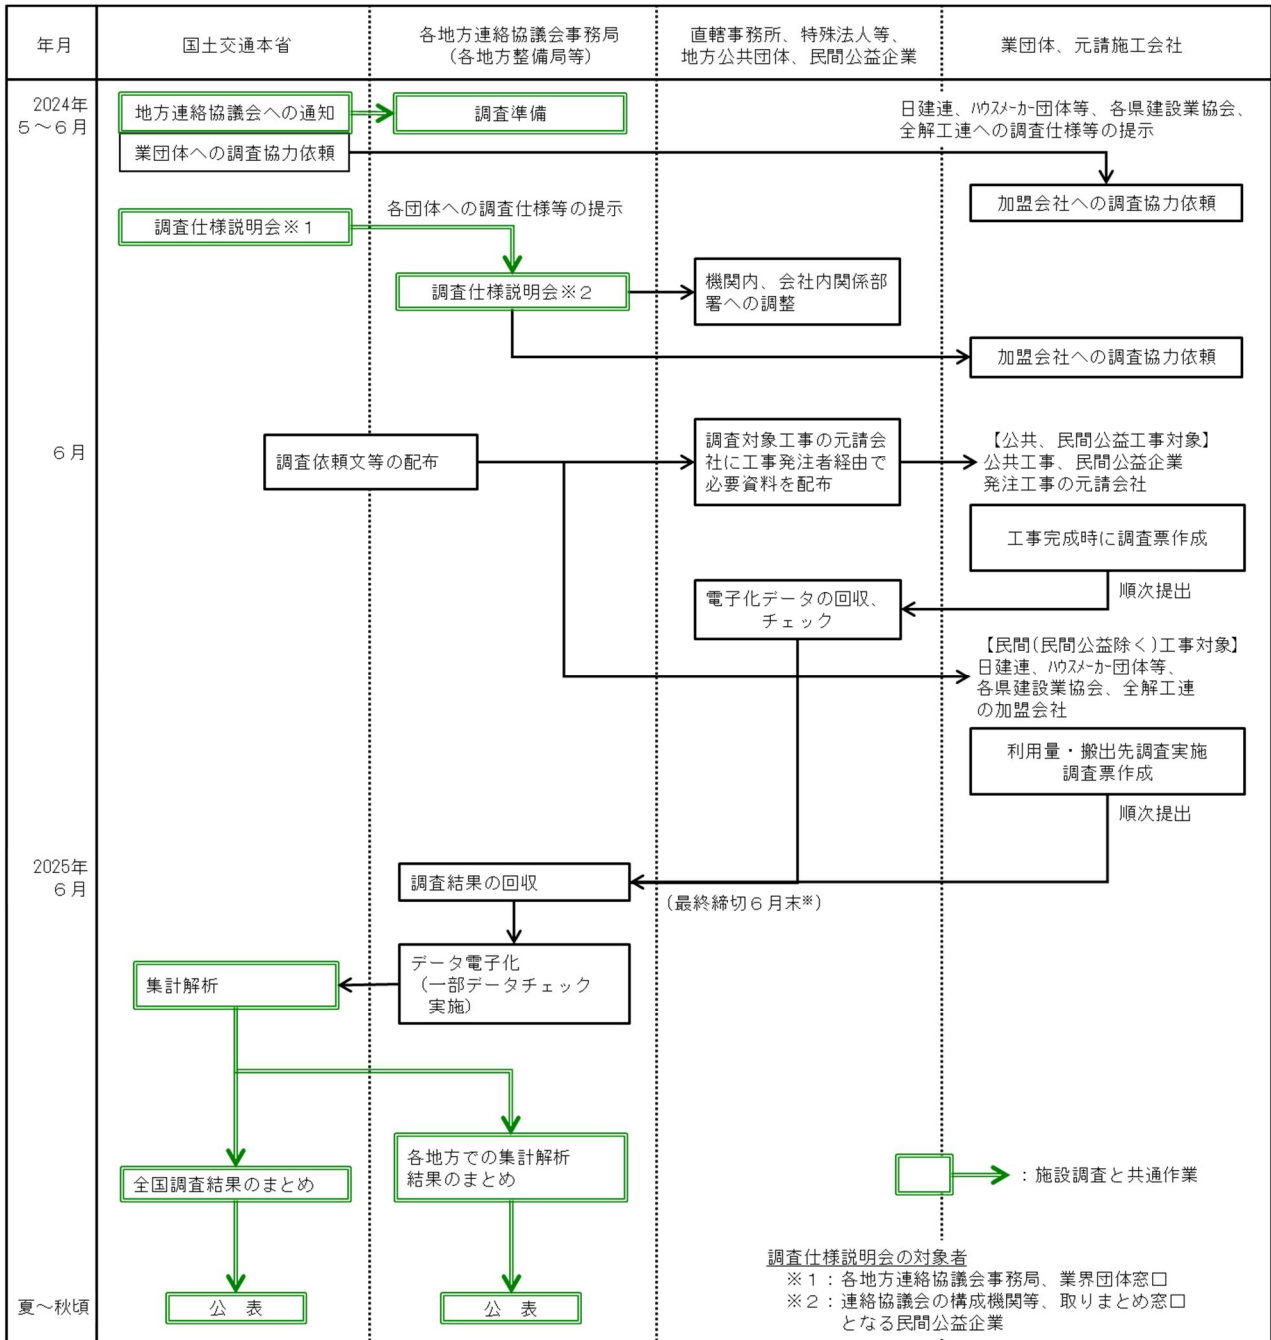 年月
国土交通本省
各地方連絡協議会事務局
(各地方整備局等)
直轄事務所、特殊法人等、
地方公共団体、民間公益企業
業団体、元請施工会社
2024年
5～6月
地方連絡協議会への通知
調査準備
日建連、ﾊｳｽﾒｰｶｰ団体等、各県建設業協会、
全解工連への調査仕様等の提示
業団体への調査協力依頼
加盟会社への調査協力依頼
各団体への調査仕様等の提示
調査仕様説明会※1
調査仕様説明会※2
機関内、会社内関係部
署への調整
加盟会社への調査協力依頼
6月
調査依頼文等の配布
調査対象工事の元請会
社に工事発注者経由で
必要資料を配布
【公共、民間公益工事対象】
公共工事、民間公益企業
発注工事の元請会社
工事完成時に調査票作成
順次提出
電子化データの回収、
チェック
【民間(民間公益除く)工事対象】
日建連、ﾊｳｽﾒｰｶｰ団体等、
各県建設業協会、全解工連
の加盟会社
利用量・搬出先調査実施
調査票作成
順次提出
2025年
6月
調査結果の回収
(最終締切6月末※)
データ電子化
(一部データチェック
実施)
集計解析
各地方での集計解析
結果のまとめ
全国調査結果のまとめ
：施設調査と共通作業
調査仕様説明会の対象者
※1：各地方連絡協議会事務局、業界団体窓口
※2：連絡協議会の構成機関等、取りまとめ窓口
となる民間公益企業
夏～秋頃
公 表
公 表